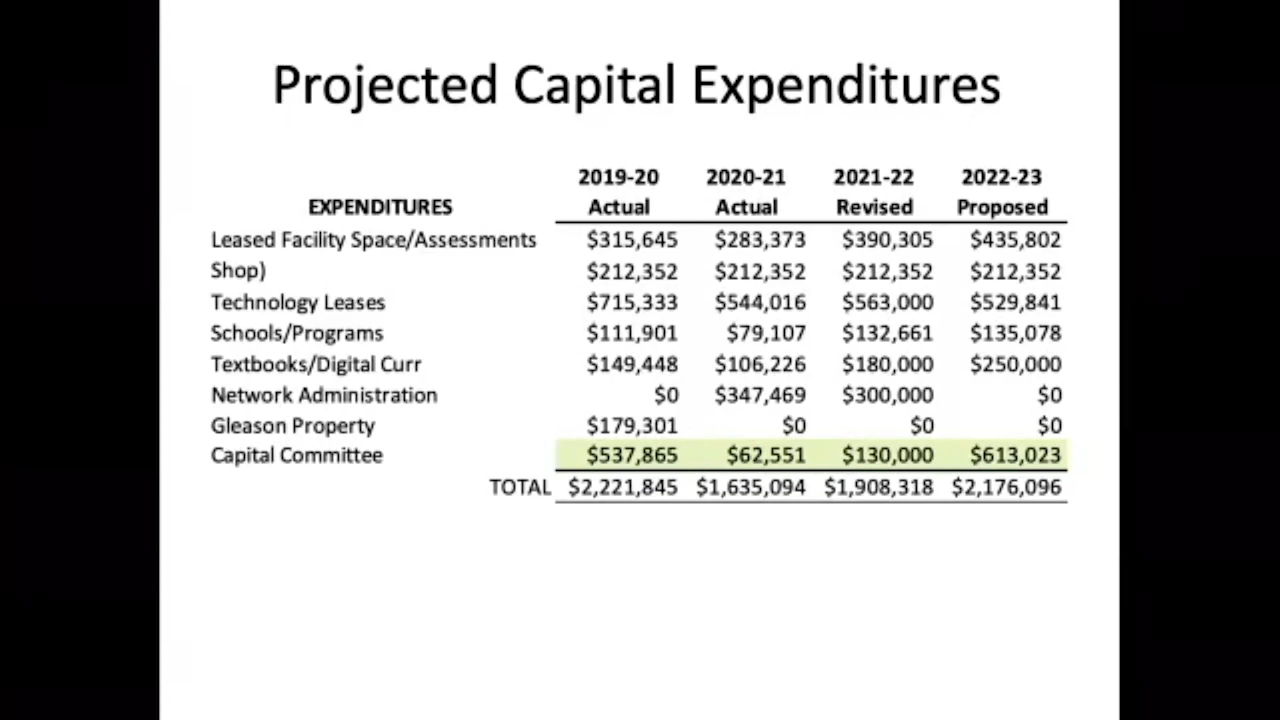 Projected Capital Expenditures
2019-20 2020-21 2021-22 2022-23
EXPENDITURES Actual Actual Revised Proposed
Leased Facility Space/Assessments $315,645 $283,373 $390,305 $435,802
Shop) $212,352 $212,352 $212,352 $212,352
Technology Leases $715,333 $544,016 $563,000 $529,841
Schools/Programs $111,901 $79,107 $132,661 $135,078
Textbooks/Digital Curr $149,448 $106,226 $180,000 $250,000
Network Administration $0 $347,469 $300,000 $0
Gleason Property $179,301 $0 $0 $0
Capital Committee $537,865 $62,551 $130,000 $613,023
TOTAL $2,221,845 $1,635,094 $1,908,318 $2,176,096